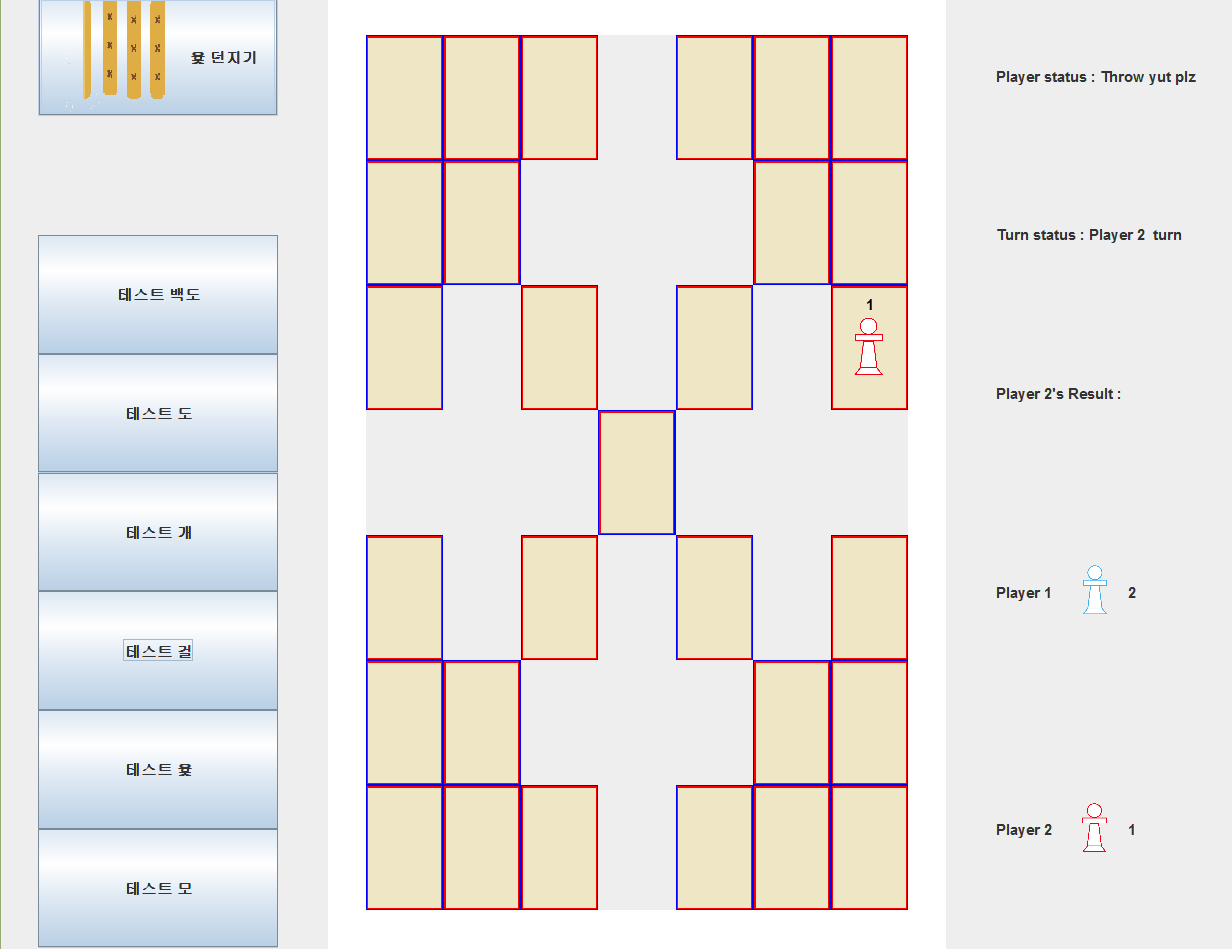 윷 던지기
테스트 백도
테스트 도
테스트 개
테스트 걸
테스트 윷
테스트 모
1
Player status : Throw yut plz
Turn status : Player 2 turn
Player 2's Result :
Player 1 2
Player 2 1